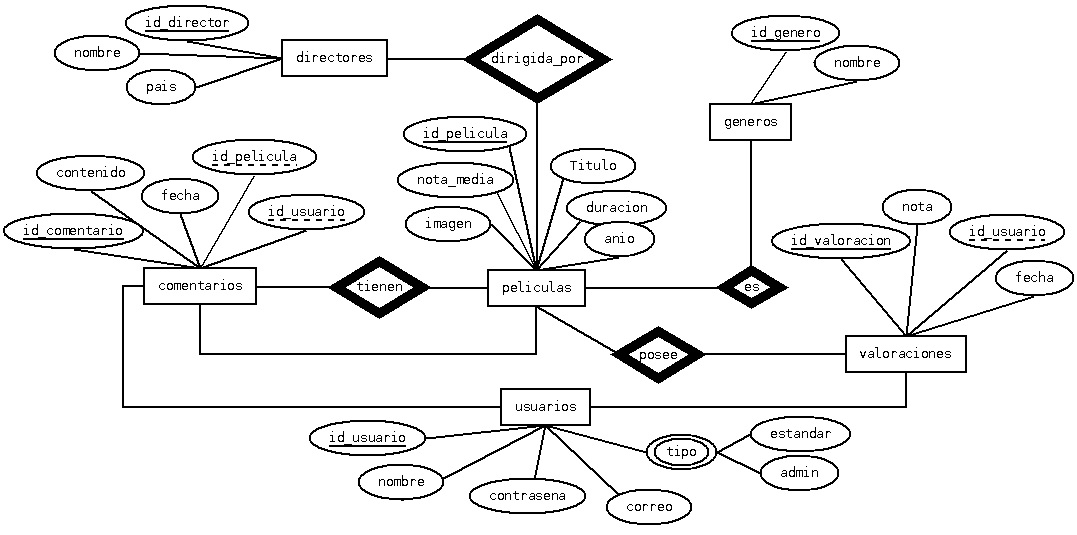 id_director
nombre
directores
pais
dirigida_por
id_genero
nombre
generos
id_pelicula
nota_media
imagen
Titulo
duracion
anio
contenido
id_pelicula
fecha
id_usuario
id_comentario
nota
id_valoracion
id_usuario
fecha
comentarios
tienen
peliculas
es
posee
valoraciones
usuarios
id_usuario
nombre
contrasena
correo
tipo
estandar
admin